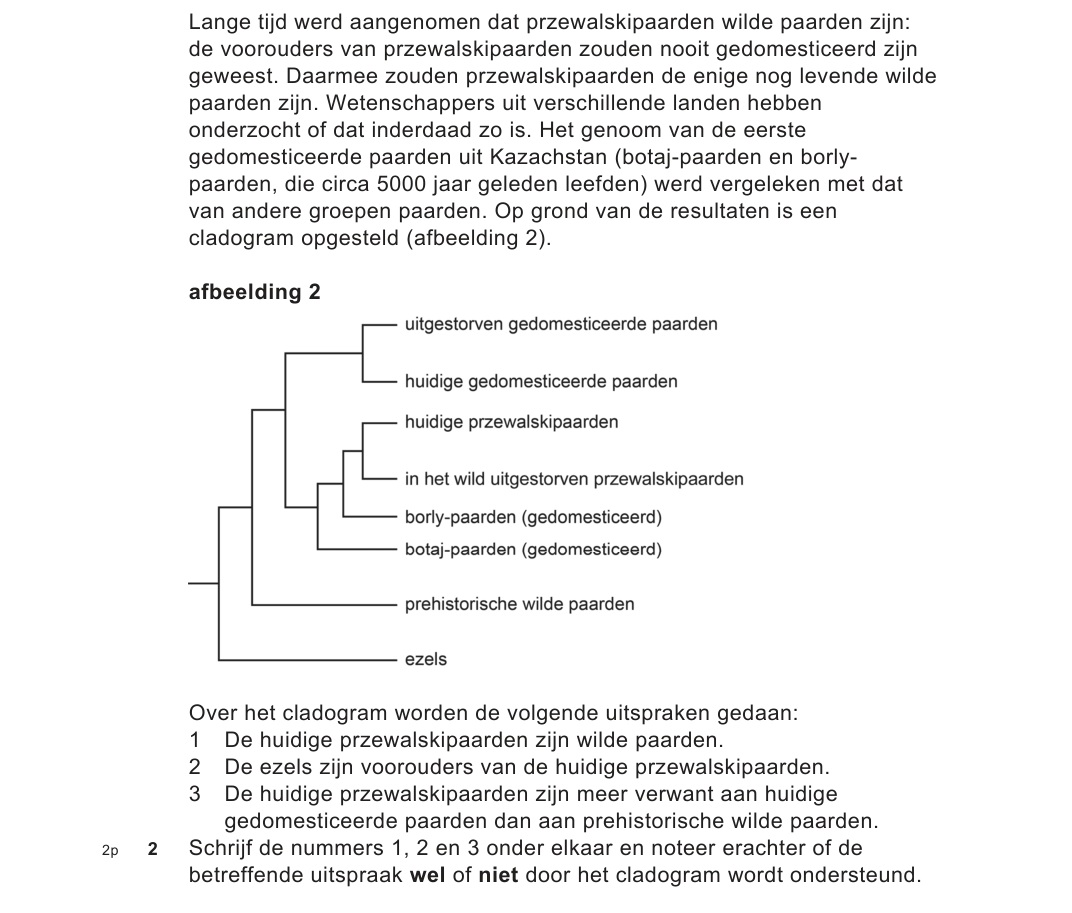 Lange tijd werd aangenomen dat przewalskipaarden wilde paarden zijn:
de voorouders van przewalskipaarden zouden nooit gedomesticeerd zijn
geweest. Daarmee zouden przewalskipaarden de enige nog levende wilde
paarden zijn. Wetenschappers uit verschillende landen hebben
onderzocht of dat inderdaad zo is. Het genoom van de eerste
gedomesticeerde paarden uit Kazachstan (botaj-paarden en borly-
paarden, die circa 5000 jaar geleden leefden) werd vergeleken met dat
van andere groepen paarden. Op grond van de resultaten is een
cladogram opgesteld (afbeelding 2).
afbeelding 2
uitgestorven gedomesticeerde paarden
huidige gedomesticeerde paarden
huidige przewalskipaarden
in het wild uitgestorven przewalskipaarden
borly-paarden (gedomesticeerd)
botaj-paarden (gedomesticeerd)
prehistorische wilde paarden
ezels
Over het cladogram worden de volgende uitspraken gedaan:
1 De huidige przewalskipaarden zijn wilde paarden.
2 De ezels zijn voorouders van de huidige przewalskipaarden.
3 De huidige przewalskipaarden zijn meer verwant aan huidige
gedomesticeerde paarden dan aan prehistorische wilde paarden.
2p 2 Schrijf de nummers 1, 2 en 3 onder elkaar en noteer erachter of de
betreffende uitspraak wel of niet door het cladogram wordt ondersteund.